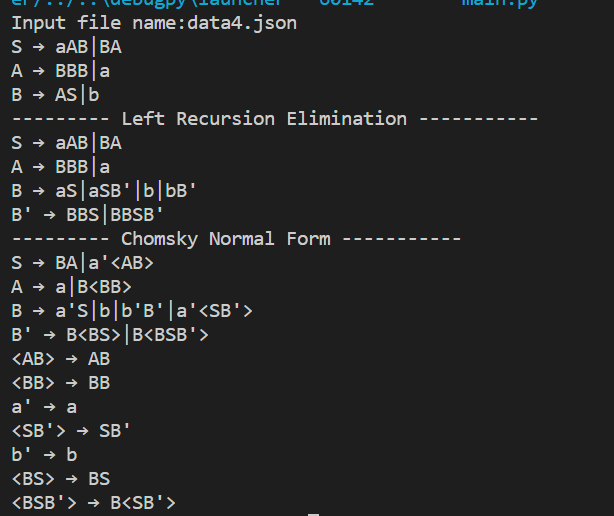 er/../..\debugpy\launcher 60142 main.py
Input file name:data4.json
S → aAB|BA
A → BBB|a
B → AS|b
--------- Left Recursion Elimination -----------
S → aAB|BA
A → BBB|a
B → aS|aSB'|b|bB'
B' → BBS|BBSB'
--------- Chomsky Normal Form -----------
S → BA|a'<AB>
A → a|B<BB>
B → a'S|b|b'B'|a'<SB'>
B' → B<BS>|B<BSB'>
<AB> → AB
<BB> → BB
a' → a
<SB'> → SB'
b' → b
<BS> → BS
<BSB'> → B<SB'>